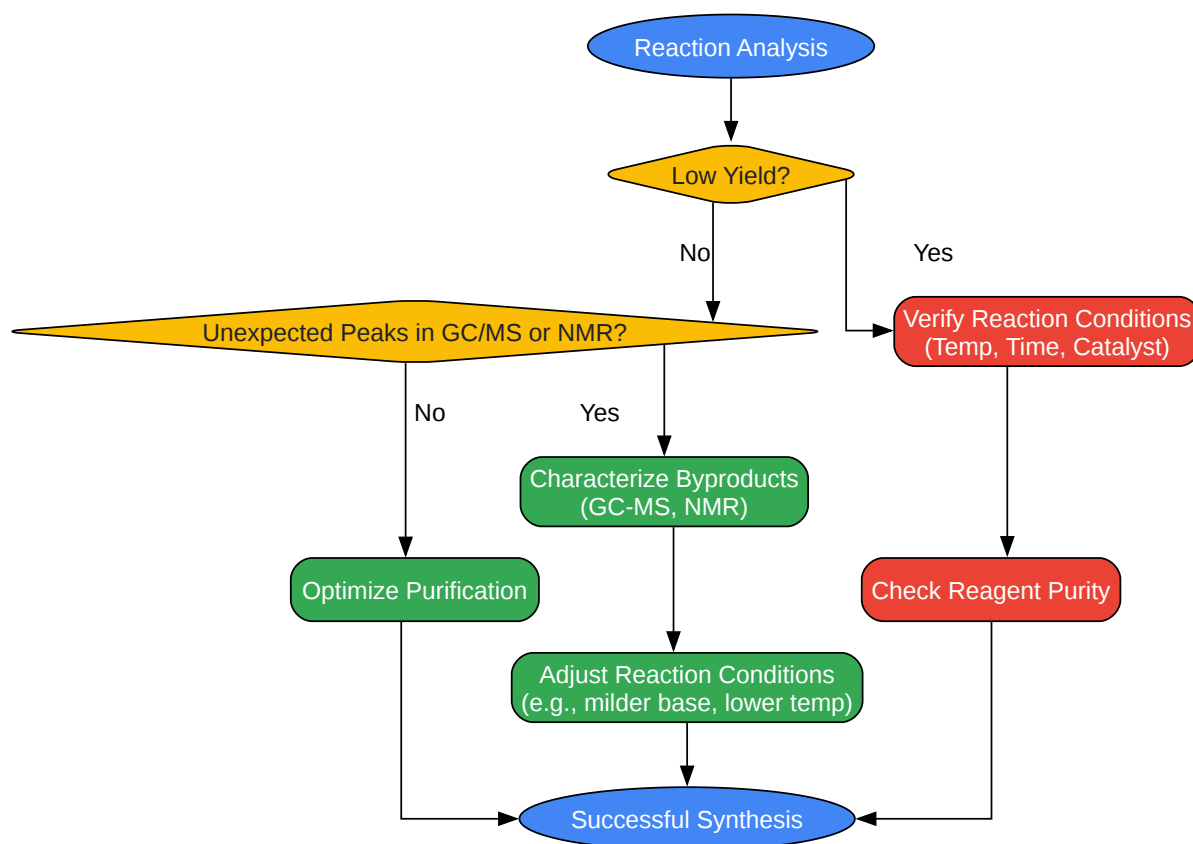 Reaction Analysis
Low Yield?
No
Yes
Unexpected Peaks in GC/MS or NMR?
Verify Reaction Conditions
(Temp, Time, Catalyst)
No
Yes
Characterize Byproducts
(GC-MS, NMR)
Optimize Purification
Check Reagent Purity
Adjust Reaction Conditions
(e.g., milder base, lower temp)
Successful Synthesis